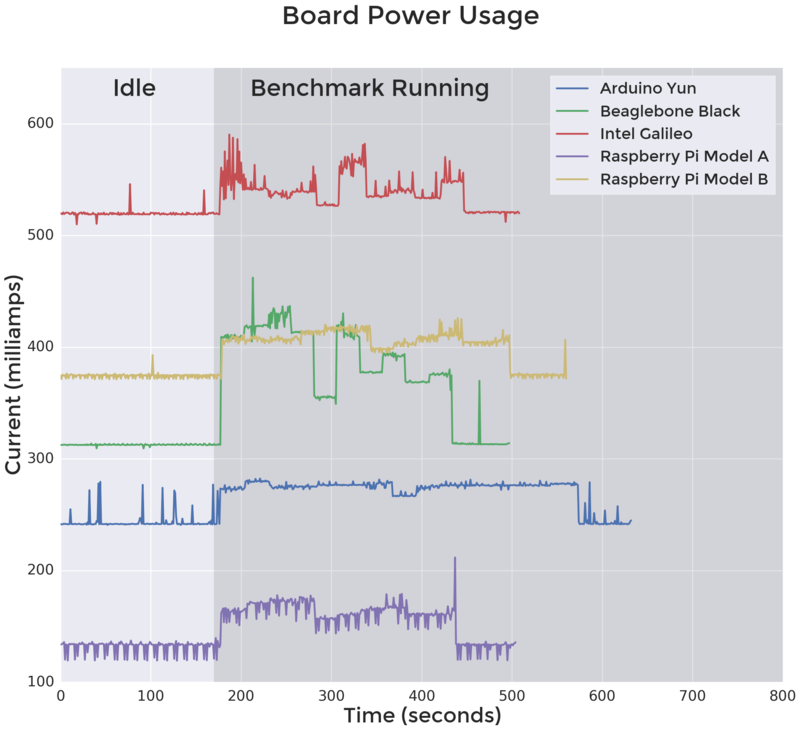 Board Power Usage
Idle
Benchmark Running
Arduino Yun
Beaglebone Black
Intel Galileo
Raspberry Pi Model A
Raspberry Pi Model B
600
500
400
300
200
100
Current (milliamps)
0 100 200 300 400 500 600 700 800
Time (seconds)